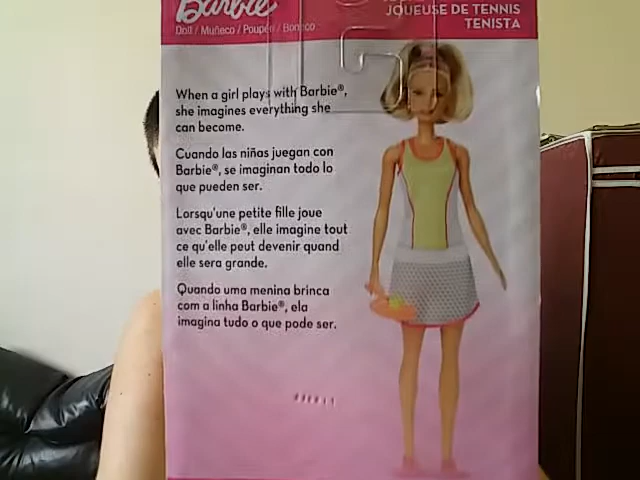 Barbie
Doll / Muñeco / Poupée / Boneco
JOUEUSE DE TENNIS
TENISTA
When a girl plays with Barbie®,
she imagines everything she
can become.
Cuando las niñas juegan con
Barbie®, se imaginan todo lo
que pueden ser.
Lorsqu'une petite fille joue
avec Barbie®, elle imagine tout
ce qu'elle peut devenir quand
elle sera grande.
Quando uma menina brinca
com a linha Barbie®, ela
imagina tudo o que pode ser.